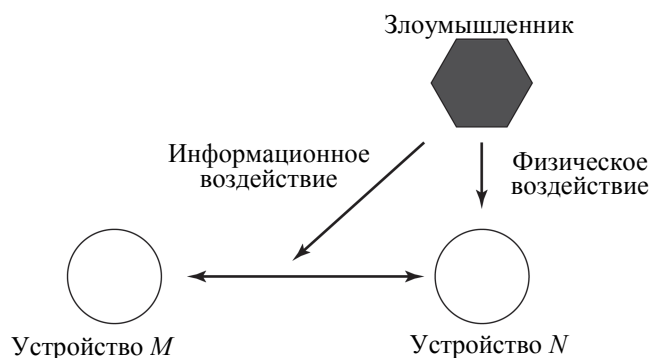 Злоумышленник
Информационное
воздействие
Физическое
воздействие
Устройство M
Устройство N